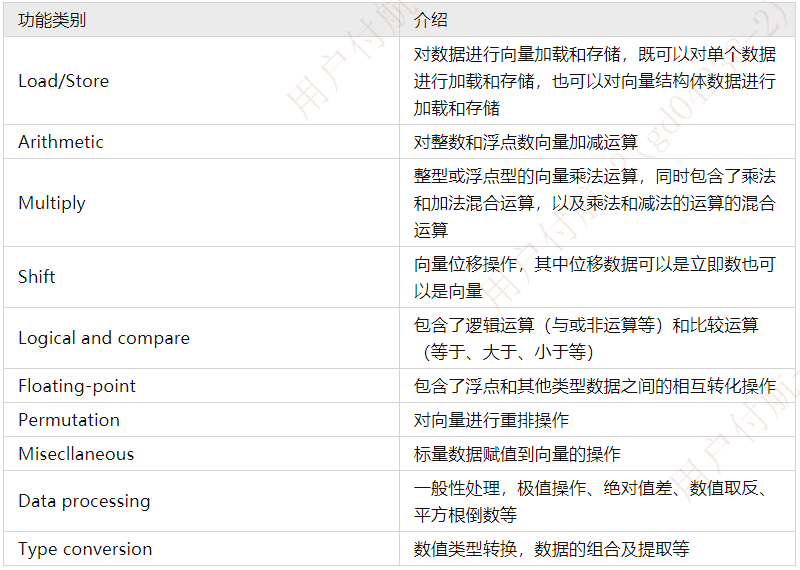 功能类别 介绍
Load/Store
对数据进行向量加载和存储，既可以对单个数据
进行加载和存储，也可以对向量结构体数据进行
加载和存储
Arithmetic 对整数和浮点数向量加减运算
Multiply
整型或浮点型的向量乘法运算，同时包含了乘法
和加法混合运算，以及乘法和减法的运算的混合
运算
Shift
向量位移操作，其中位移数据可以是立即数也可
以是向量
Logical and compare
包含了逻辑运算（与或非运算等）和比较运算
（等于、大于、小于等）
Floating-point 包含了浮点和其他类型数据之间的相互转化操作
Permutation 对向量进行重排操作
Misecllaneous 标量数据赋值到向量的操作
Data processing
一般性处理，极值操作、绝对值差、数值取反、
平方根倒数等
Type conversion 数值类型转换，数据的组合及提取等
用户付航
用户付航
用户付航